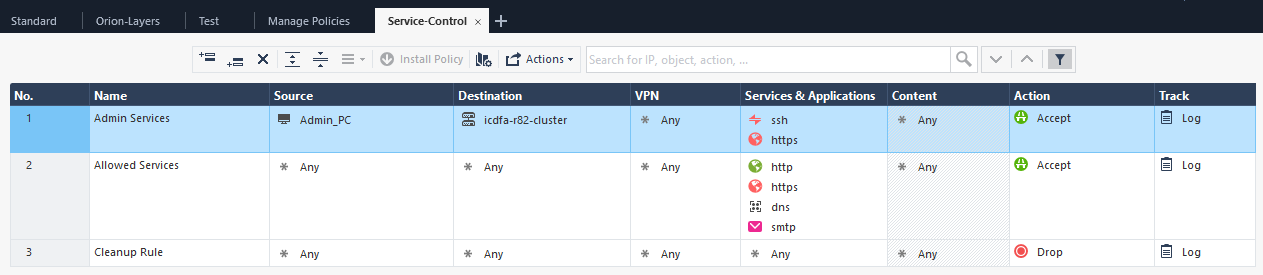 Standard Orion-Layers Test Manage Policies Service-Control × +
Install Policy Actions Search for IP, object, action, ...
No. Name Source Destination VPN Services & Applications Content Action Track
1 Admin Services Admin_PC icdfa-r82-cluster * Any ssh * Any Accept Log
https
2 Allowed Services * Any * Any * Any http * Any Accept Log
https
dns
smtp
3 Cleanup Rule * Any * Any * Any * Any * Any Drop Log